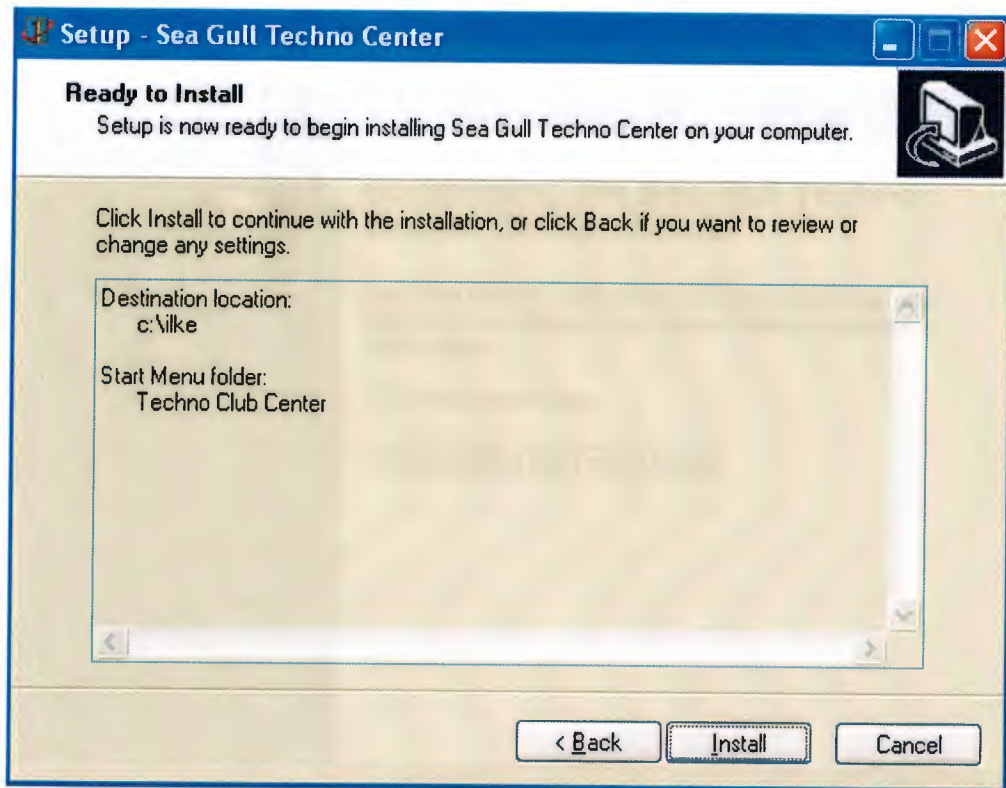 Setup - Sea Gull Techno Center
Ready to Install
Setup is now ready to begin installing Sea Gull Techno Center on your computer.
Click Install to continue with the installation, or click Back if you want to review or
change any settings.
Destination location:
c:\ilke
Start Menu folder:
Techno Club Center
< Back
Install
Cancel